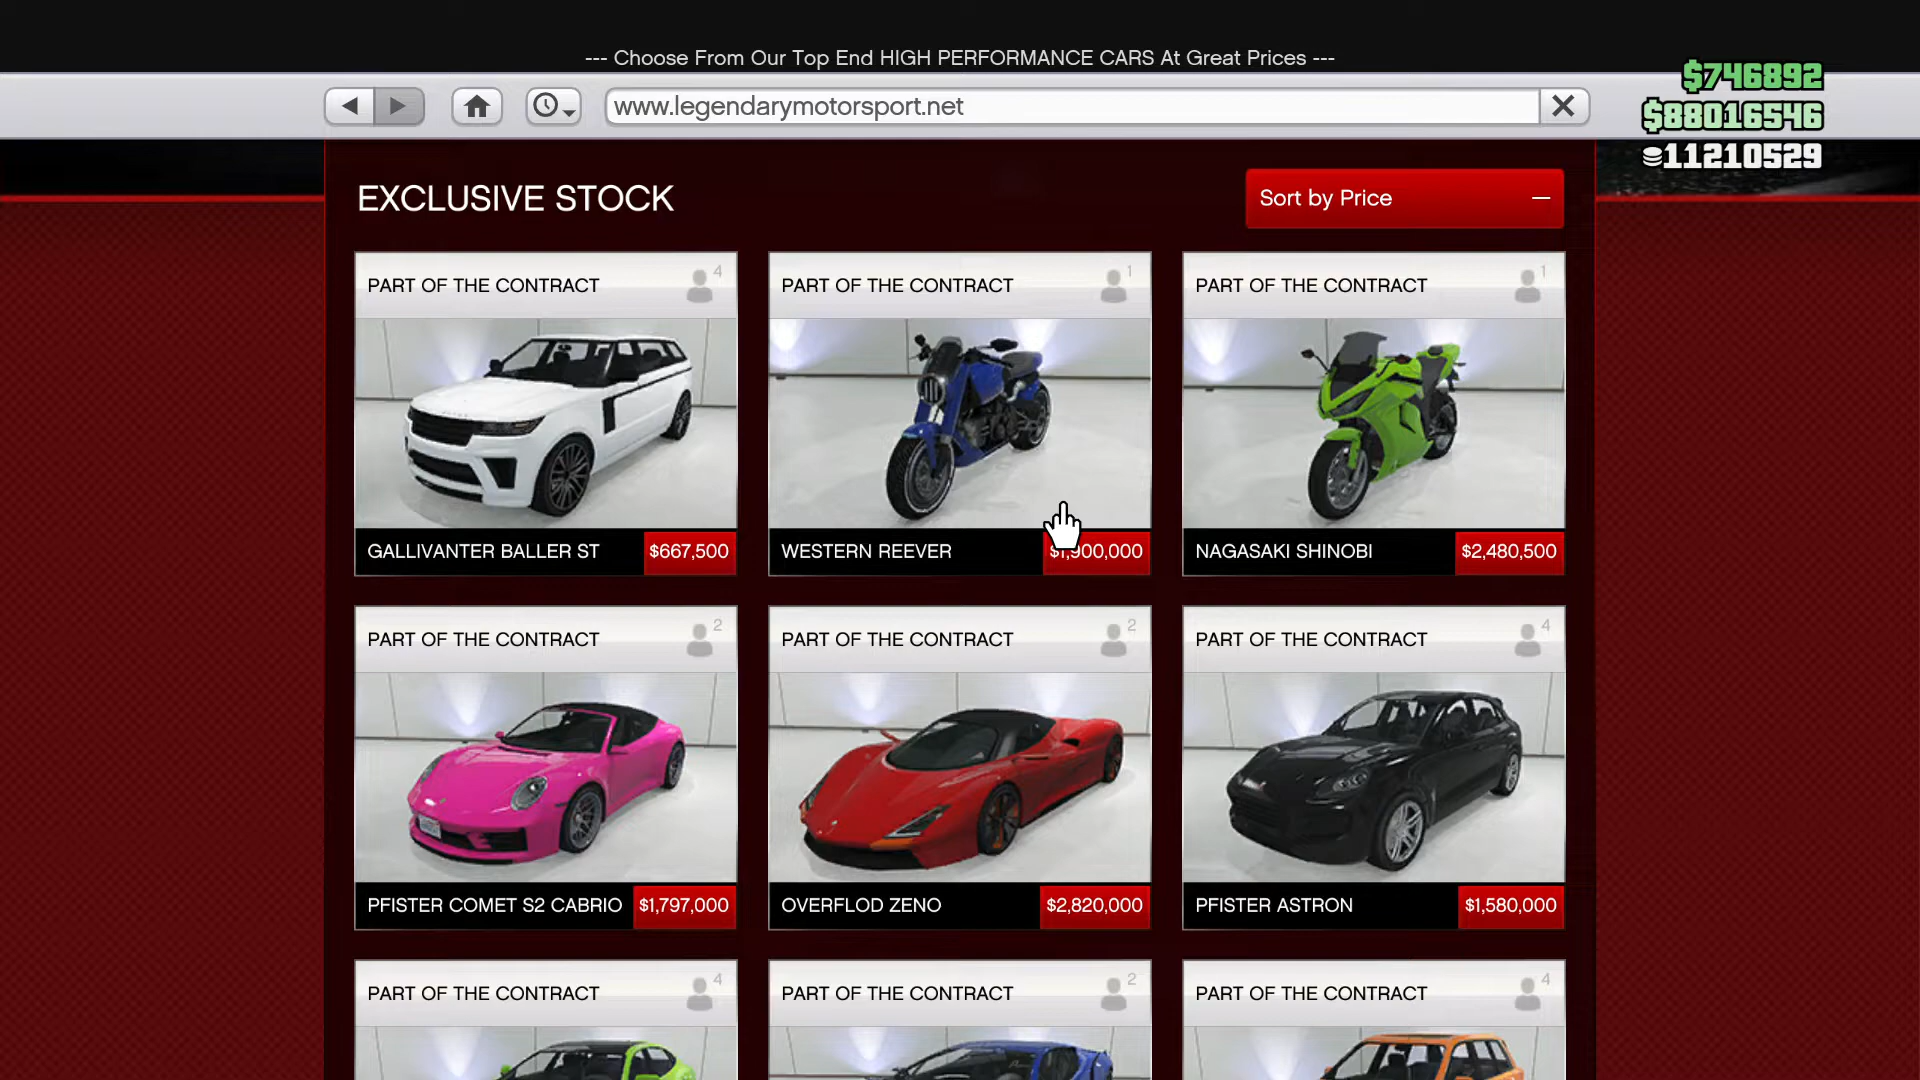 --- Choose From Our Top End HIGH PERFORMANCE CARS At Great Prices ---
$746892
www.legendarymotorsport.net
$88016546
11210529
EXCLUSIVE STOCK
Sort by Price
PART OF THE CONTRACT 4
PART OF THE CONTRACT 1
PART OF THE CONTRACT 1
GALLIVANTER BALLER ST $667,500
WESTERN REEVER $1,900,000
NAGASAKI SHINOBI $2,480,500
PART OF THE CONTRACT 2
PART OF THE CONTRACT 2
PART OF THE CONTRACT 4
PFISTER COMET S2 CABRIO $1,797,000
OVERFLOD ZENO $2,820,000
PFISTER ASTRON $1,580,000
PART OF THE CONTRACT 4
PART OF THE CONTRACT 2
PART OF THE CONTRACT 4